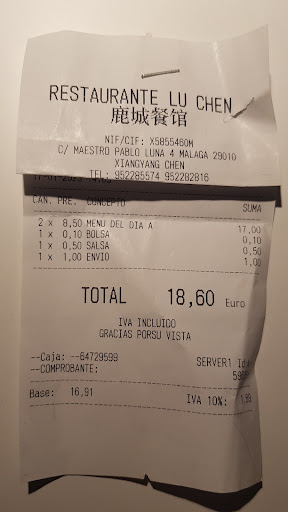 RESTAURANTE LU CHEN
鹿城餐馆
NIF/CIF: X5855460M
C/ MAESTRO PABLO LUNA 4 MALAGA 29010
XIANGYANG CHEN
TEL: 952285574 952282816
CAN. PRE. CONCEPTO SUMA
2 x 8,50 MENU DEL DIA A 17,00
1 x 0,10 BOLSA 0,10
1 x 0,50 SALSA 0,50
1 x 1,00 ENVIO 1,00
TOTAL 18,60 Euro
IVA INCLUIDO
GRACIAS PORSU VISTA
--Caja: --64729599 SERVER1
--COMPROBANTE:
Base: 16,91 IVA 10%: 1,69